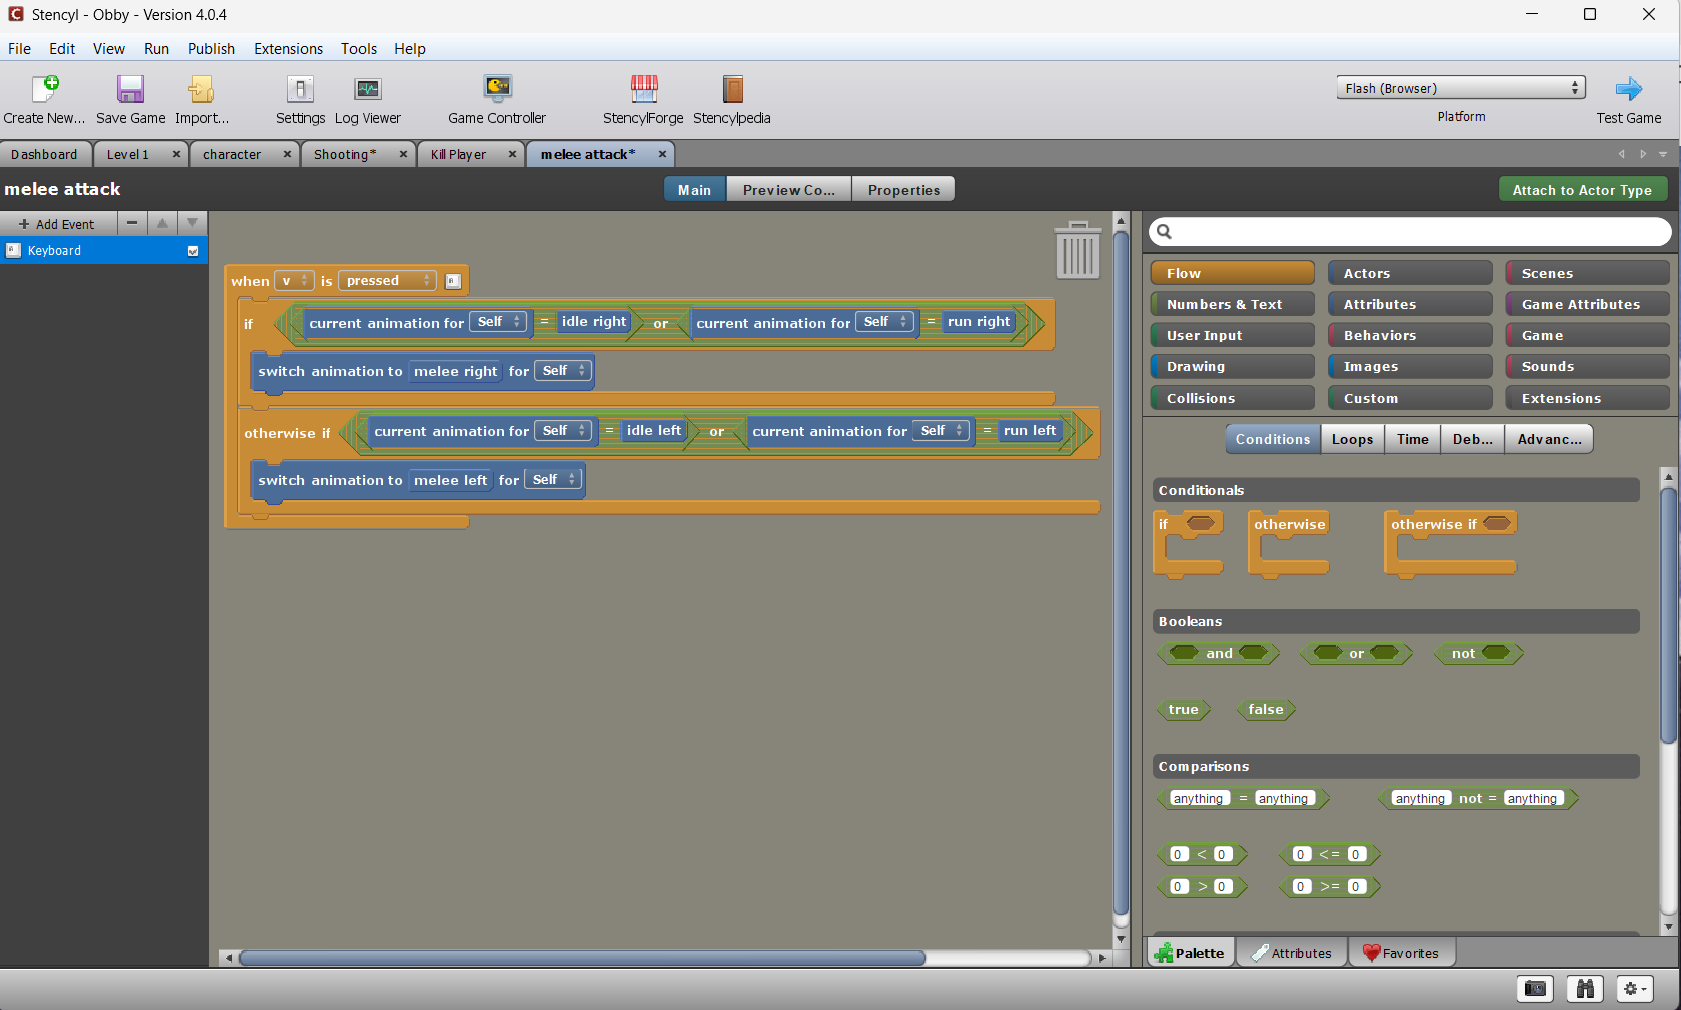 Stencyl - Obby - Version 4.0.4
File Edit View Run Publish Extensions Tools Help
Create New... Save Game Import... Settings Log Viewer Game Controller StencylForge Stencylpedia
Flash (Browser)
Platform
Test Game
Dashboard Level 1 character Shooting* Kill Player melee attack*
melee attack
Main Preview Co... Properties
Attach to Actor Type
+ Add Event
Keyboard
when v is pressed
if current animation for Self = idle right or current animation for Self = run right
switch animation to melee right for Self
otherwise if current animation for Self = idle left or current animation for Self = run left
switch animation to melee left for Self
Flow Actors Scenes
Numbers & Text Attributes Game Attributes
User Input Behaviors Game
Drawing Images Sounds
Collisions Custom Extensions
Conditions Loops Time Deb... Advanc...
Conditionals
if otherwise otherwise if
Booleans
and or not
true false
Comparisons
anything = anything anything not = anything
0 < 0 0 <= 0
0 > 0 0 >= 0
Palette Attributes Favorites